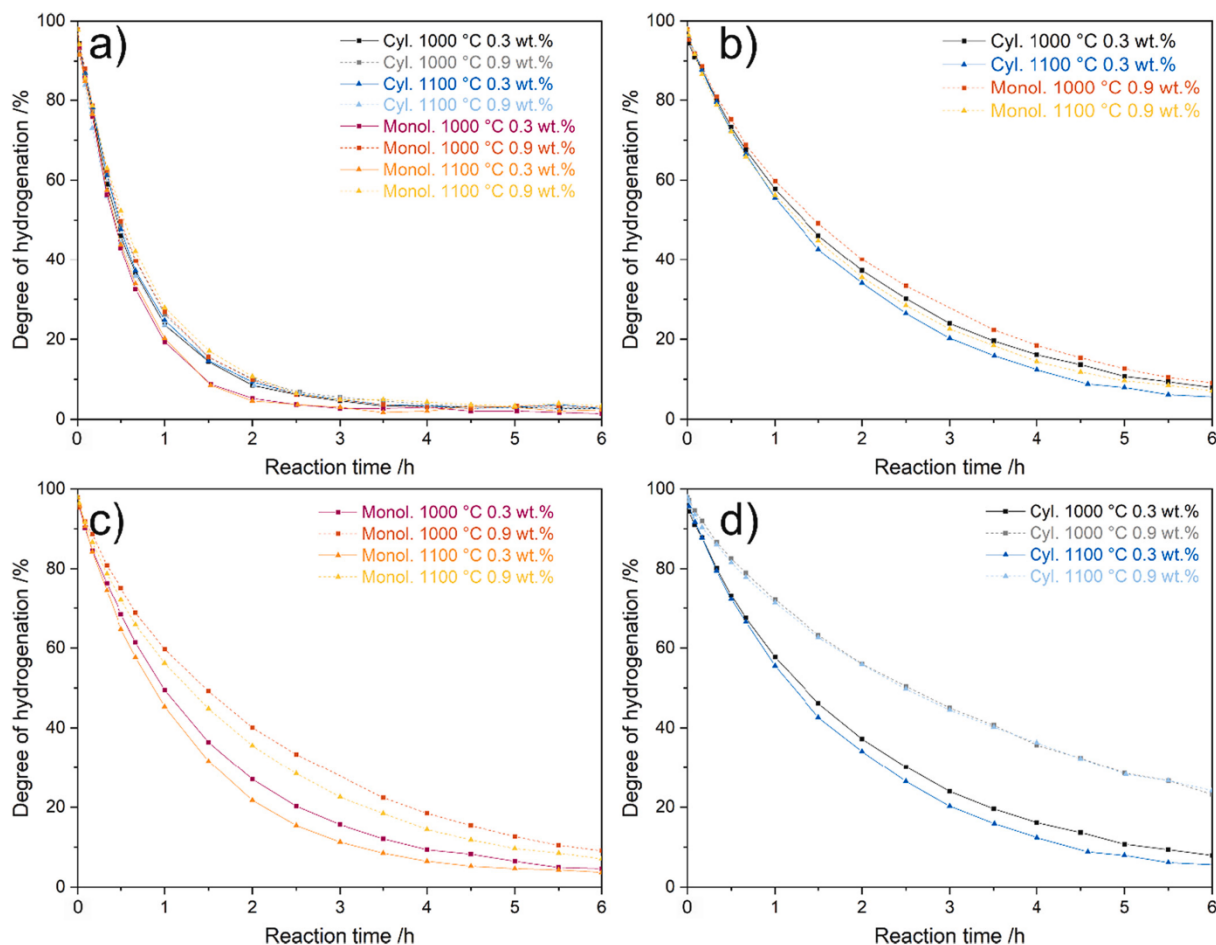 a)
Cyl. 1000 °C 0.3 wt.%
Cyl. 1000 °C 0.9 wt.%
Cyl. 1100 °C 0.3 wt.%
Cyl. 1100 °C 0.9 wt.%
Monol. 1000 °C 0.3 wt.%
Monol. 1000 °C 0.9 wt.%
Monol. 1100 °C 0.3 wt.%
Monol. 1100 °C 0.9 wt.%
Degree of hydrogenation /%
100
80
60
40
20
0
0 1 2 3 4 5 6
Reaction time /h
b)
Cyl. 1000 °C 0.3 wt.%
Cyl. 1100 °C 0.3 wt.%
Monol. 1000 °C 0.9 wt.%
Monol. 1100 °C 0.9 wt.%
Degree of hydrogenation /%
100
80
60
40
20
0
0 1 2 3 4 5 6
Reaction time /h
c)
Monol. 1000 °C 0.3 wt.%
Monol. 1000 °C 0.9 wt.%
Monol. 1100 °C 0.3 wt.%
Monol. 1100 °C 0.9 wt.%
Degree of hydrogenation /%
100
80
60
40
20
0
0 1 2 3 4 5 6
Reaction time /h
d)
Cyl. 1000 °C 0.3 wt.%
Cyl. 1000 °C 0.9 wt.%
Cyl. 1100 °C 0.3 wt.%
Cyl. 1100 °C 0.9 wt.%
Degree of hydrogenation /%
100
80
60
40
20
0
0 1 2 3 4 5 6
Reaction time /h